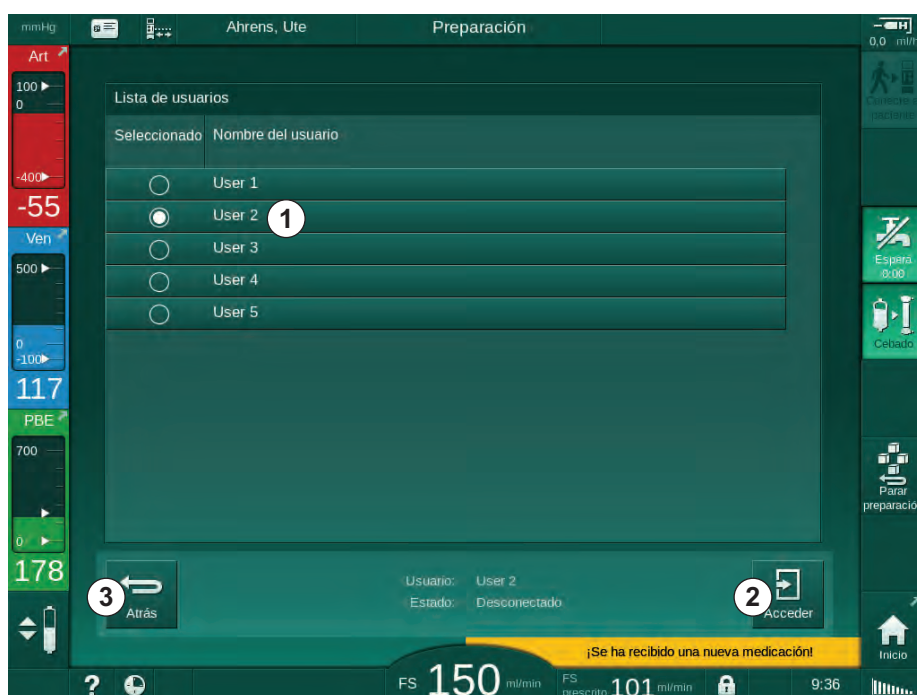 mmHg
Ahrens, Ute
Preparación
0,0 ml/h
Art
100
0
-400
-55
Ven
500
0
-100
117
PBE
700
0
178
Lista de usuarios
Seleccionado Nombre del usuario
User 1
User 2
1
User 3
User 4
User 5
3
Atrás
Usuario: User 2
Estado: Desconectado
2
Acceder
¡Se ha recibido una nueva medicación!
Espera
0:00
Cebado
Parar
preparació
Inicio
?
FS 150 ml/min
FS
prescrito 101 ml/min
9:36